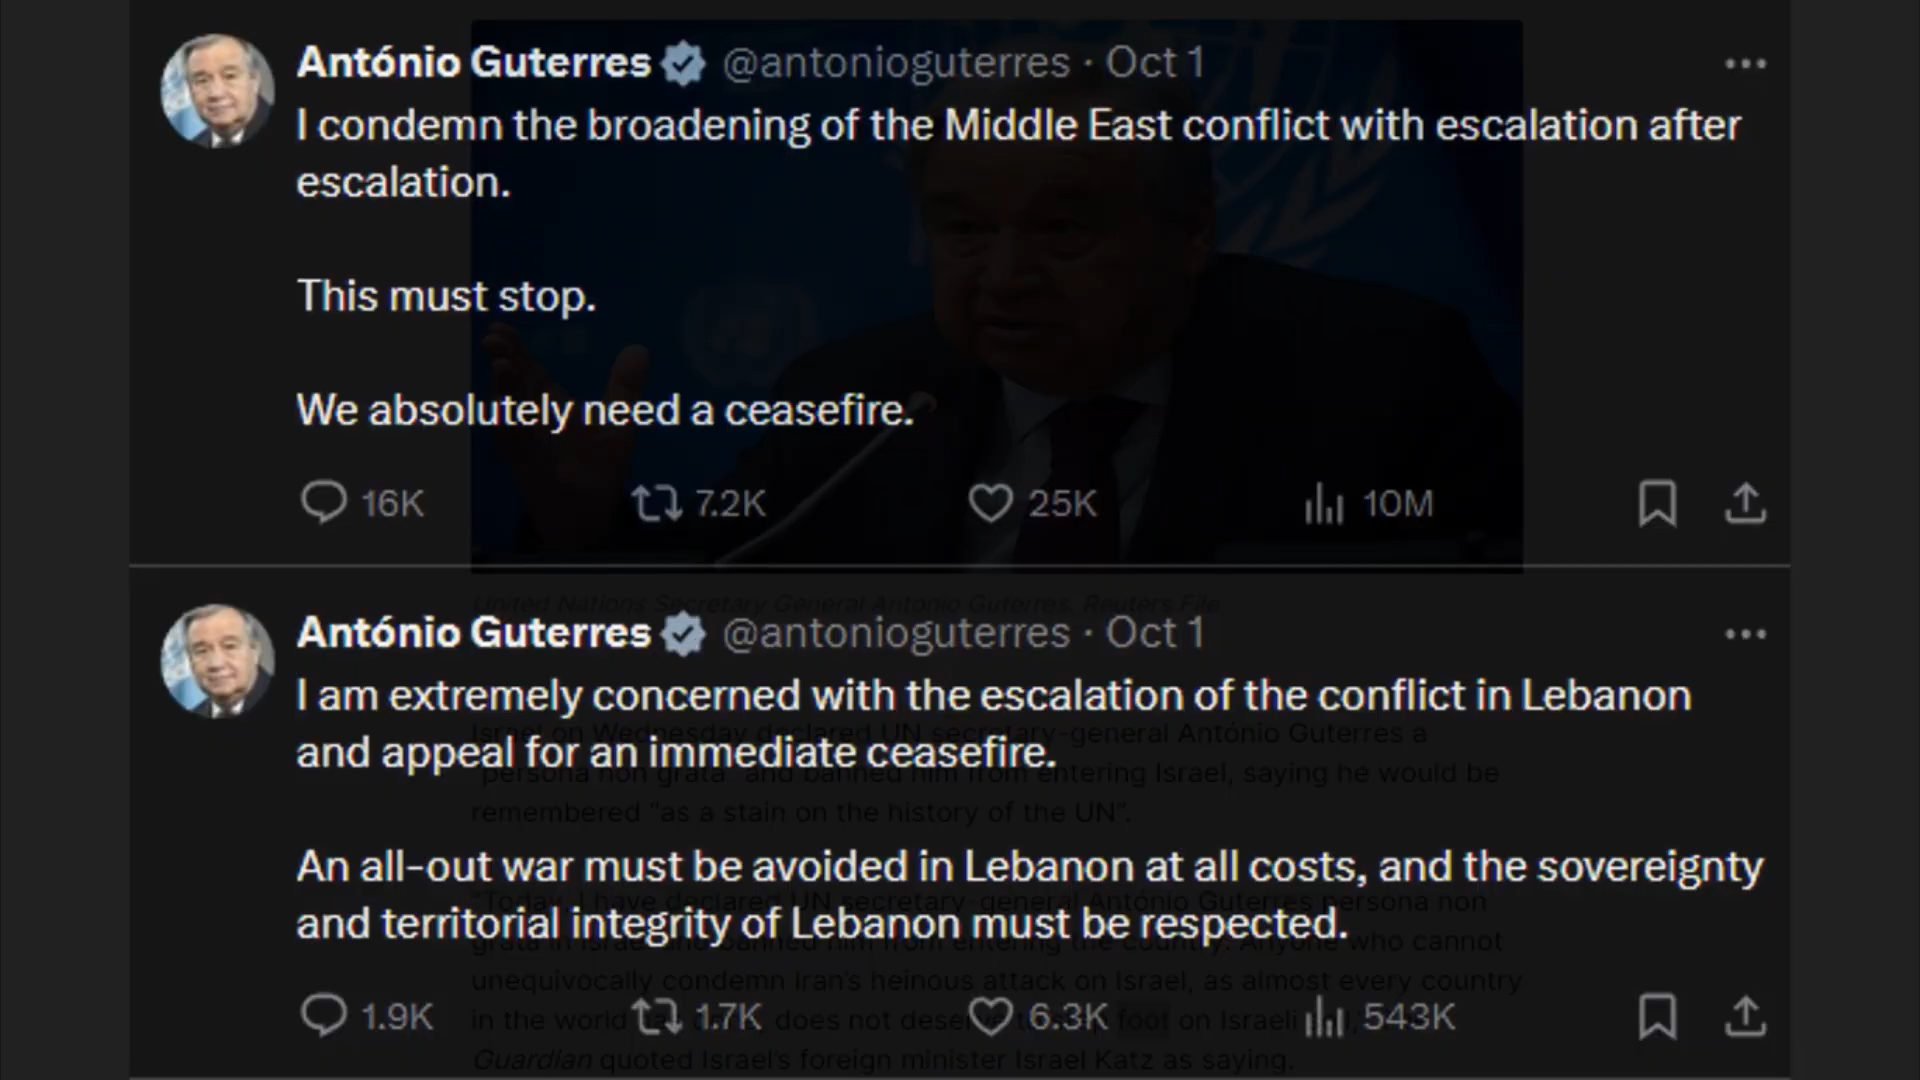 António Guterres @antonioguterres · Oct 1
I condemn the broadening of the Middle East conflict with escalation after
escalation.
This must stop.
We absolutely need a ceasefire.
16K 7.2K 25K 10M
United Nations Secretary General Antonio Guterres. Reuters File
António Guterres @antonioguterres · Oct 1
I am extremely concerned with the escalation of the conflict in Lebanon
Israel on Wednesday declared UN secretary-general António Guterres a
and appeal for an immediate ceasefire.
"persona non grata" and banned him from entering Israel, saying he would be
remembered "as a stain on the history of the UN".
An all-out war must be avoided in Lebanon at all costs, and the sovereignty
"Today, I have declared UN secretary-general António Guterres persona non
and territorial integrity of Lebanon must be respected.
grata in Israel and banned him from entering the country. Anyone who cannot
unequivocally condemn Iran's heinous attack on Israel, as almost every country
1.9K 1.7K 6.3K 543K
in the world does not foot on Israeli
Guardian quoted Israel's foreign minister Israel Katz as saying.